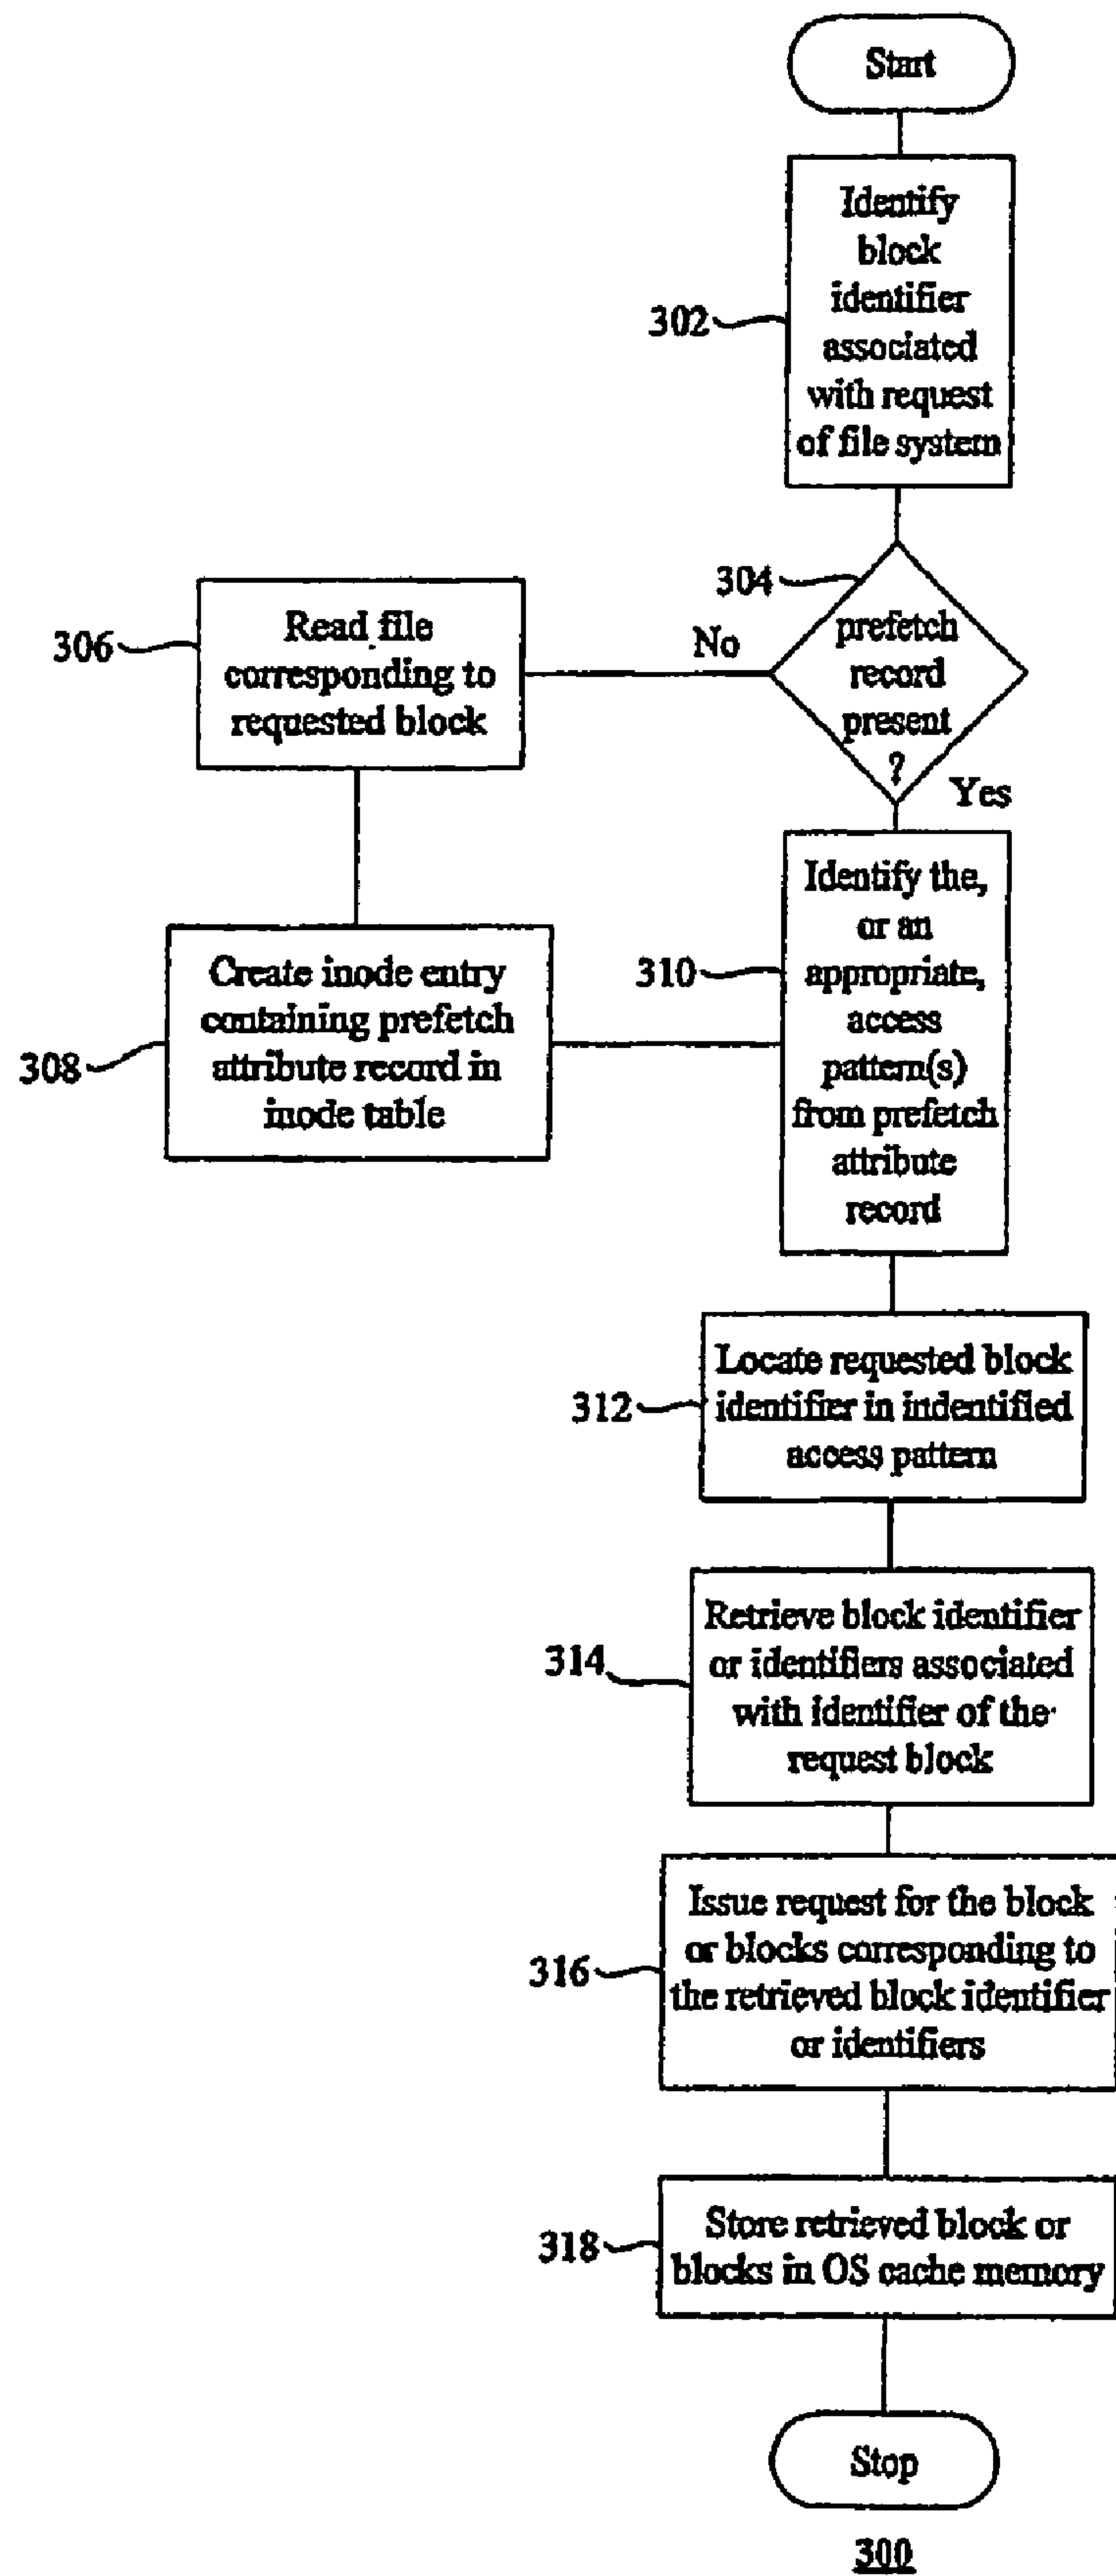 Start
Identify
block
identifier
associated
with request
of file system
302
304
prefetch
record
present
?
No
Yes
306
Read file
corresponding to
requested block
308
Create inode entry
containing prefetch
attribute record in
inode table
310
Identify the,
or an
appropriate,
access
pattern(s)
from prefetch
attribute
record
312
Locate requested block
identifier in indentified
access pattern
314
Retrieve block identifier
or identifiers associated
with identifier of the
request block
316
Issue request for the block
or blocks corresponding to
the retrieved block identifier
or identifiers
318
Store retrieved block or
blocks in OS cache memory
Stop
300